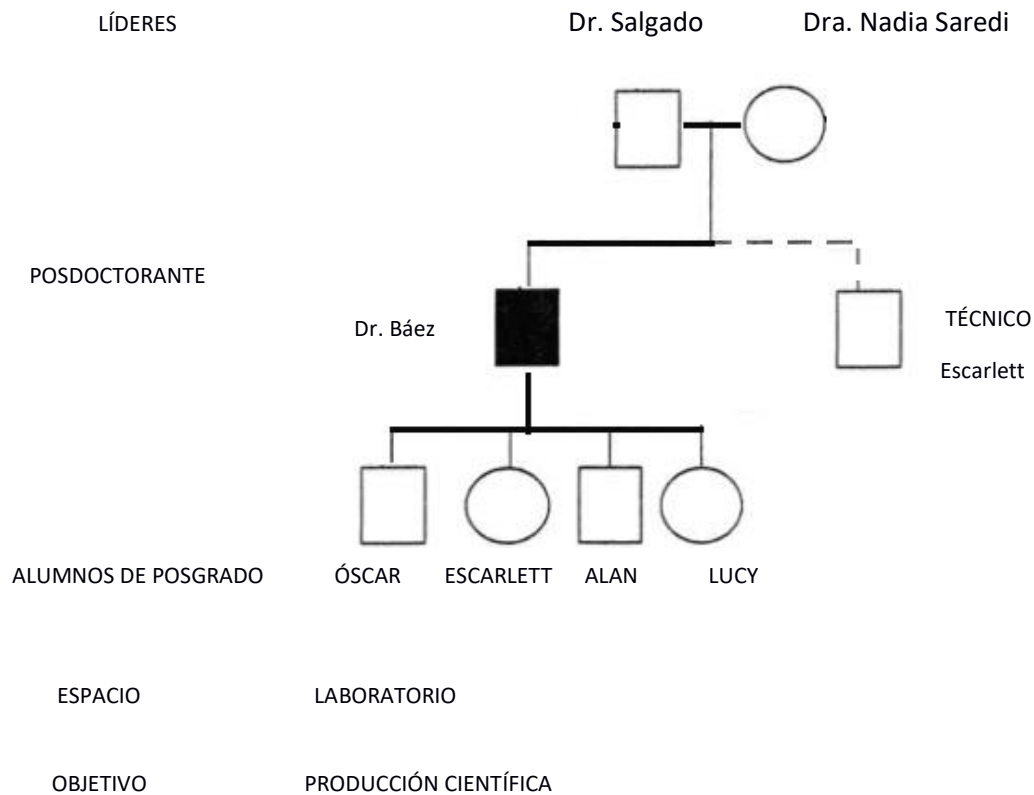 LÍDERES Dr. Salgado Dra. Nadia Saredi
POSDOCTORANTE
Dr. Báez
TÉCNICO
Escarlett
ALUMNOS DE POSGRADO ÓSCAR ESCARLETT ALAN LUCY
ESPACIO LABORATORIO
OBJETIVO PRODUCCIÓN CIENTÍFICA